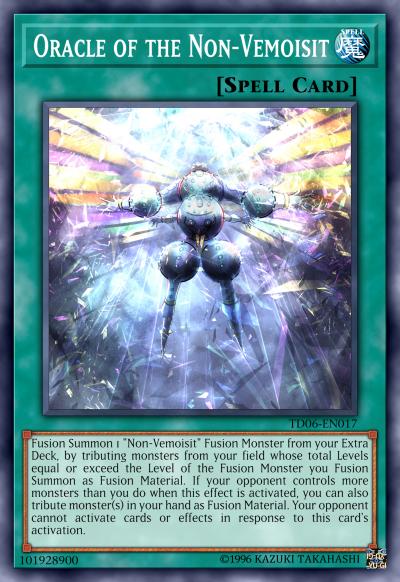 Oracle of the Non-Vemoisit
SPELL
魔
[Spell Card]
TD06-EN017
Fusion Summon 1 "Non-Vemoisit" Fusion Monster from your Extra
Deck, by tributing monsters from your field whose total Levels
equal or exceed the Level of the Fusion Monster you Fusion
Summon as Fusion Material. If your opponent controls more
monsters than you do when this effect is activated, you can also
tribute monster(s) in your hand as Fusion Material. Your opponent
cannot activate cards or effects in response to this card's
activation.
101928900
©1996 KAZUKI TAKAHASHI